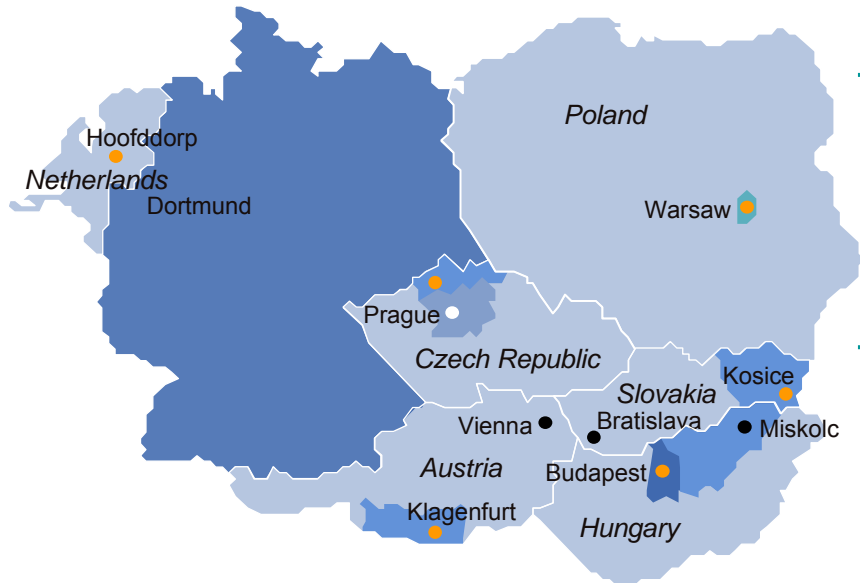 Poland
Hoofddorp
Netherlands
Dortmund
Warsaw
Prague
Czech Republic
Kosice
Slovakia
Bratislava
Vienna
Miskolc
Austria
Budapest
Klagenfurt
Hungary